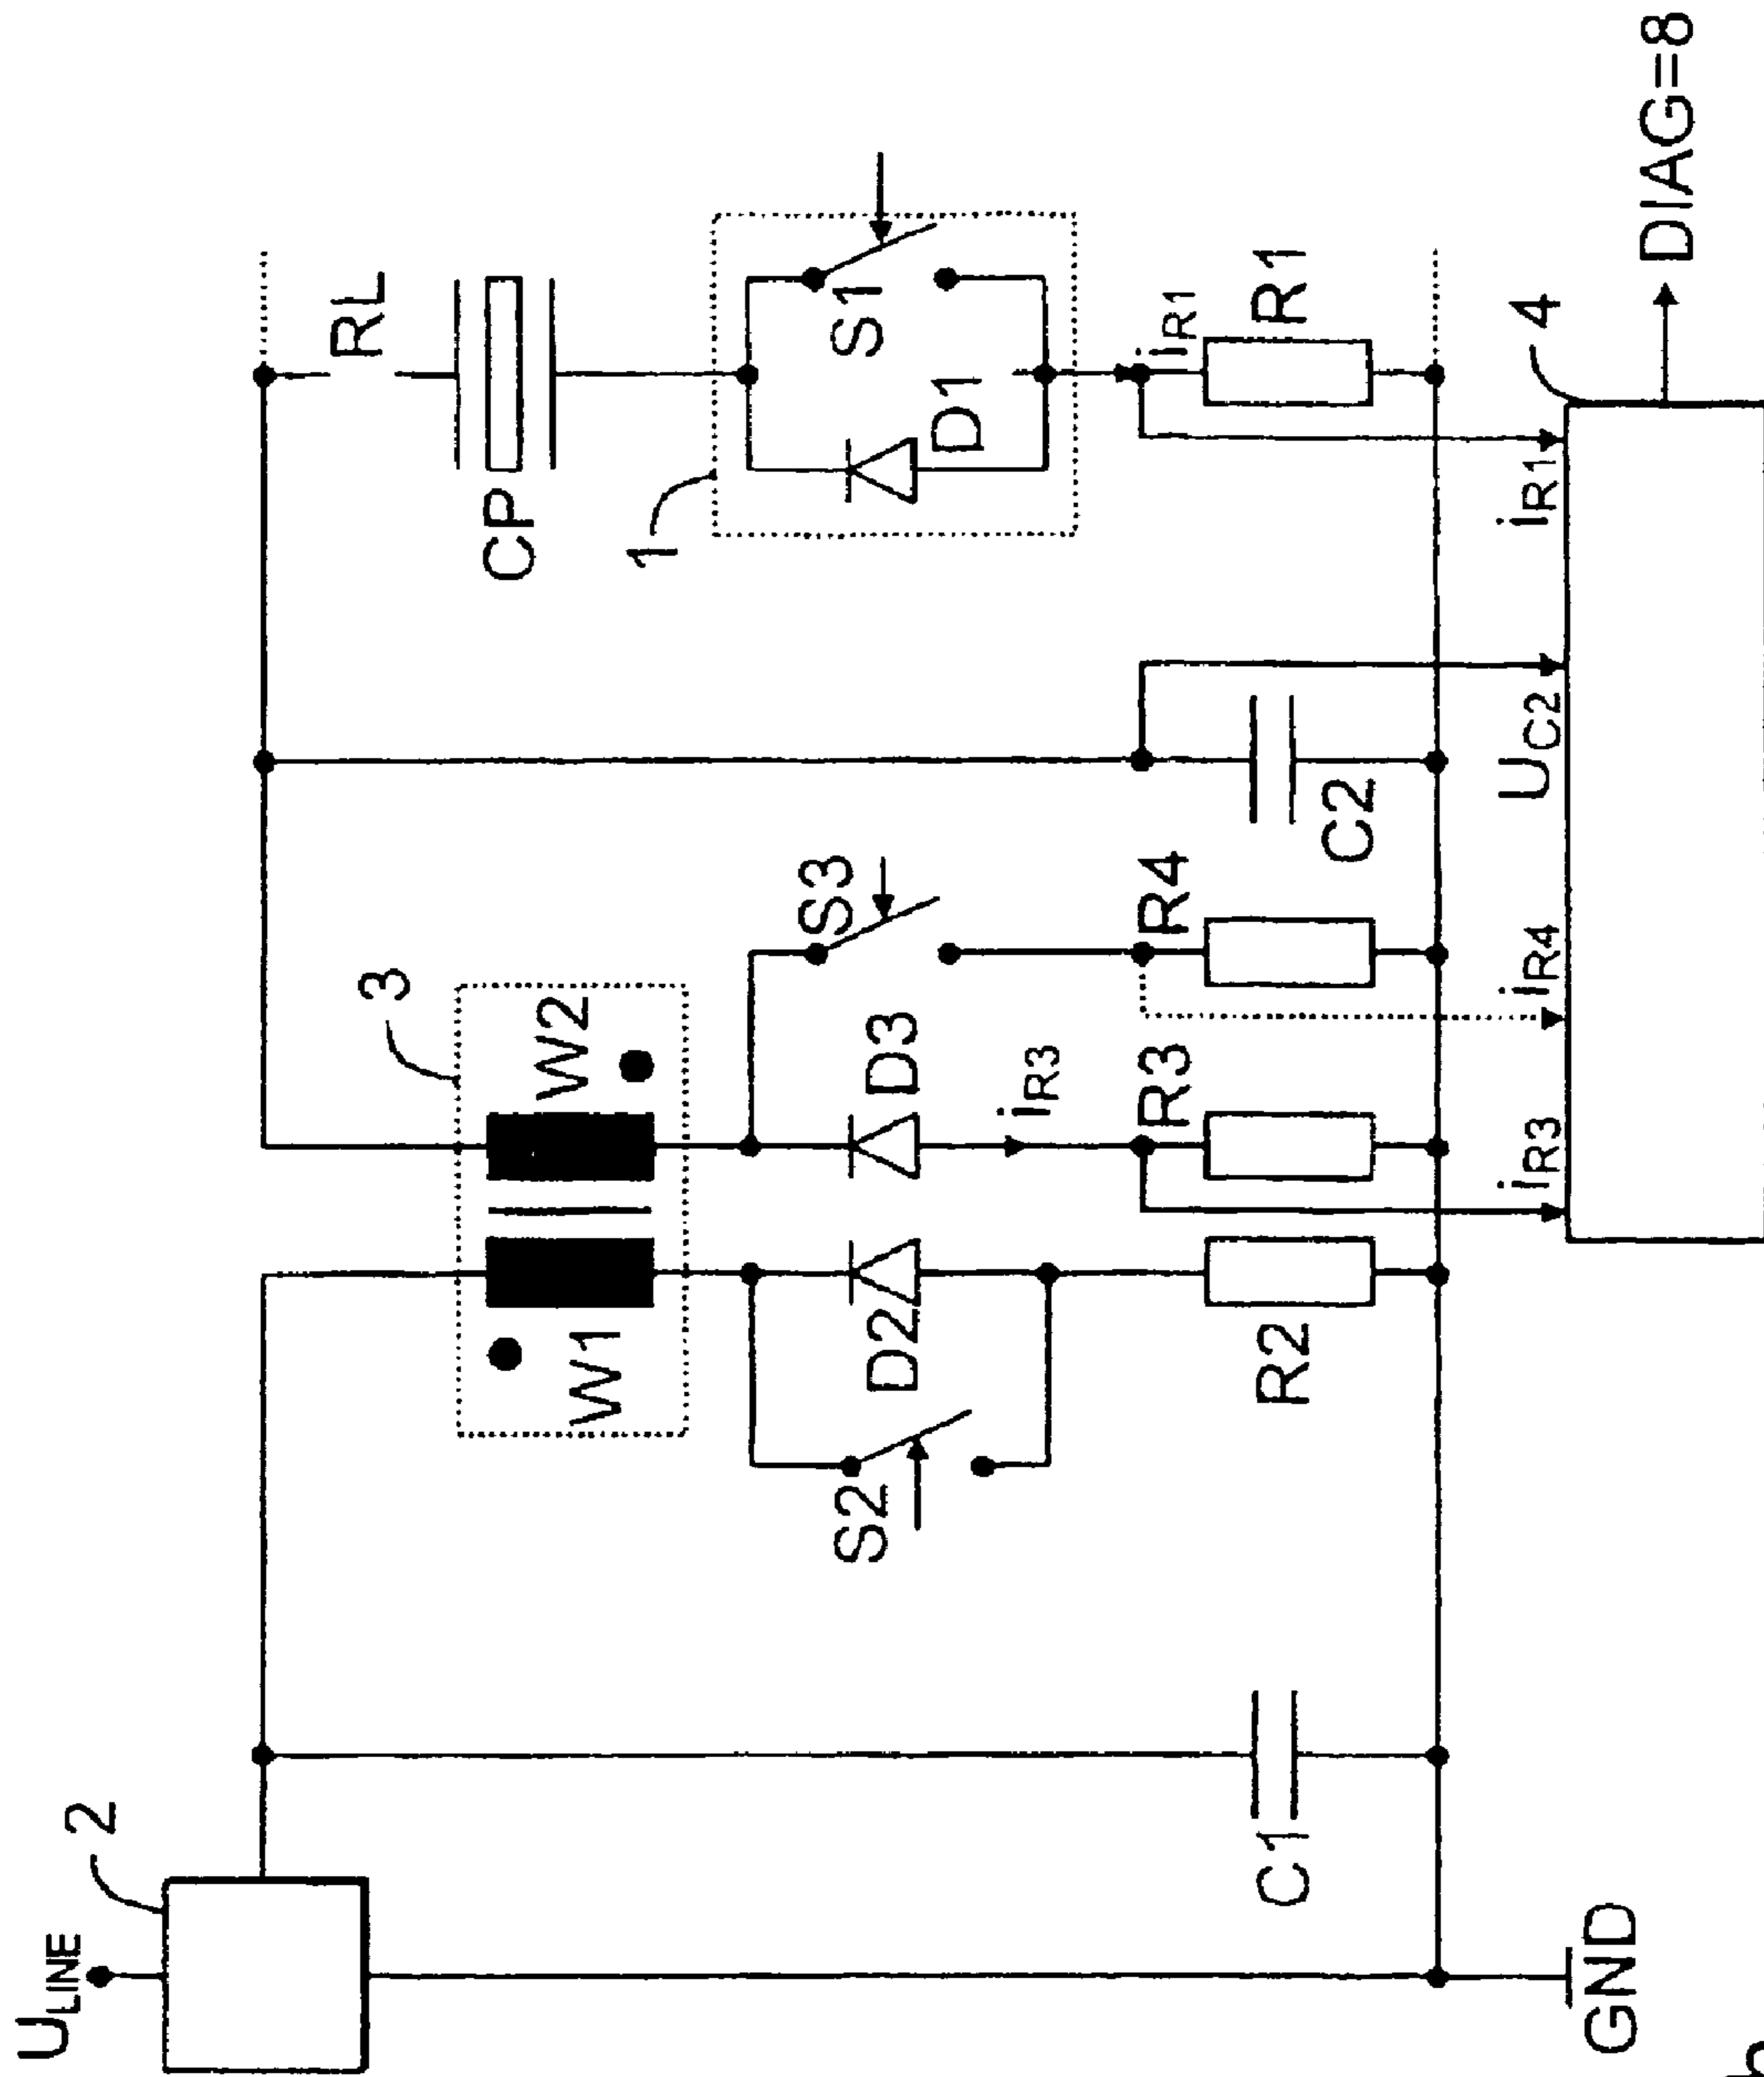 U_LINE
2
3
RL
W1
W2
CP
1
S2
D2
D3
S3
D1
S1
i_R3
i_R1
R3
R4
C1
R2
C2
R1
i_R3
i_R4
U_C2
i_R1
4
GND
DIAG=8